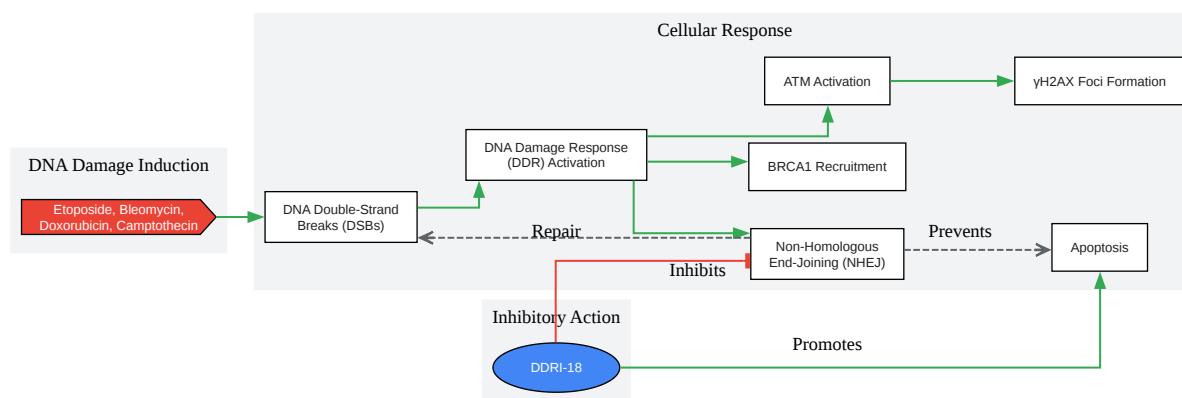 Cellular Response
ATM Activation
γH2AX Foci Formation
DNA Damage Response
(DDR) Activation
BRCA1 Recruitment
DNA Damage Induction
Etoposide, Bleomycin,
Doxorubicin, Camptothecin
DNA Double-Strand
Breaks (DSBs)
Repair
Non-Homologous
End-Joining (NHEJ)
Prevents
Apoptosis
Inhibits
Inhibitory Action
DDRI-18
Promotes